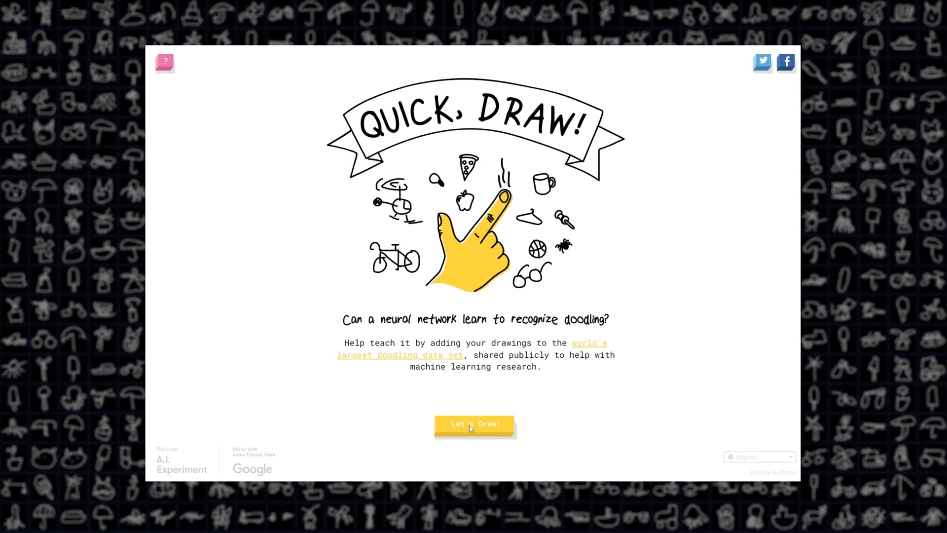 ?
QUICK, DRAW!
Can a neural network learn to recognize doodling?
Help teach it by adding your drawings to the world's
largest doodling data set, shared publicly to help with
machine learning research.
Let's Draw!
This is an
A.I.
Experiment
Made with
some friends from
Google
English
Privacy & Terms